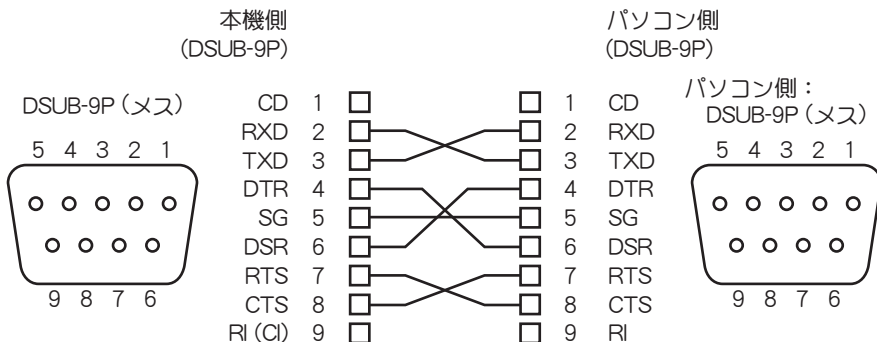 本機側
(DSUB-9P)
パソコン側
(DSUB-9P)
DSUB-9P（メス）
5 4 3 2 1
9 8 7 6
CD 1
RXD 2
TXD 3
DTR 4
SG 5
DSR 6
RTS 7
CTS 8
RI (CI) 9
1 CD
2 RXD
3 TXD
4 DTR
5 SG
6 DSR
7 RTS
8 CTS
9 RI
パソコン側：
DSUB-9P（メス）
5 4 3 2 1
9 8 7 6